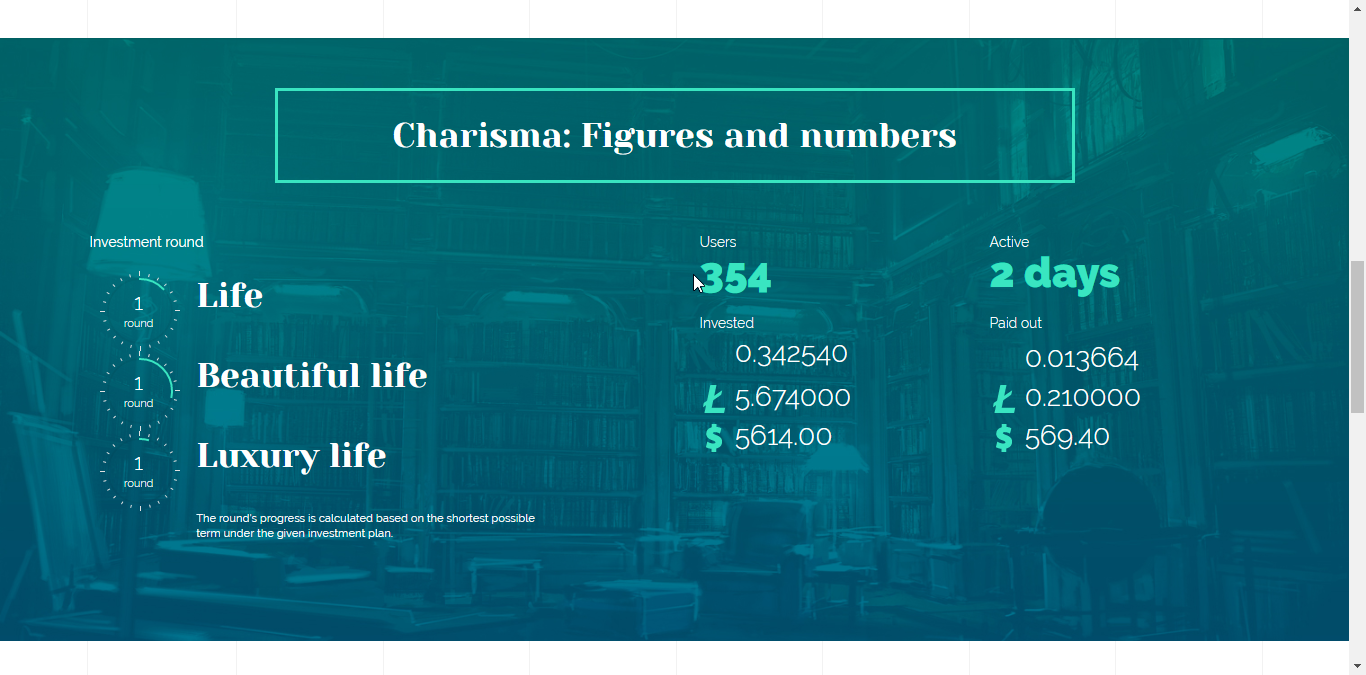 Charisma: Figures and numbers
Investment round
1
round
Life
1
round
Beautiful life
1
round
Luxury life
The round's progress is calculated based on the shortest possible
term under the given investment plan.
Users
354
Active
2 days
Invested
0.342540
Ł 5.674000
$ 5614.00
Paid out
0.013664
Ł 0.210000
$ 569.40